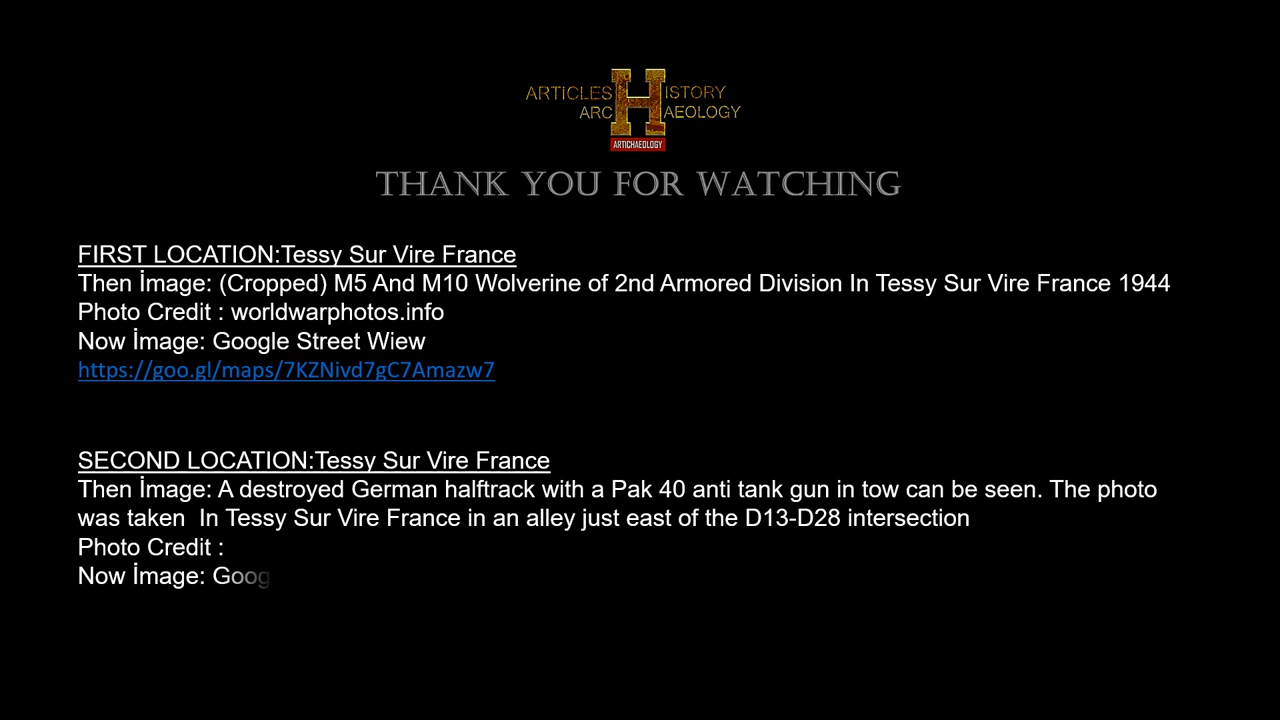 ARTICLES HISTORY
ARCHAEOLOGY
ARTICHAEOLOGY
THANK YOU FOR WATCHING
FIRST LOCATION:Tessy Sur Vire France
Then İmage: (Cropped) M5 And M10 Wolverine of 2nd Armored Division In Tessy Sur Vire France 1944
Photo Credit : worldwarphotos.info
Now İmage: Google Street Wiew
https://goo.gl/maps/7KZNivd7gC7Amazw7
SECOND LOCATION:Tessy Sur Vire France
Then İmage: A destroyed German halftrack with a Pak 40 anti tank gun in tow can be seen. The photo
was taken  In Tessy Sur Vire France in an alley just east of the D13-D28 intersection
Photo Credit :
Now İmage: Goog